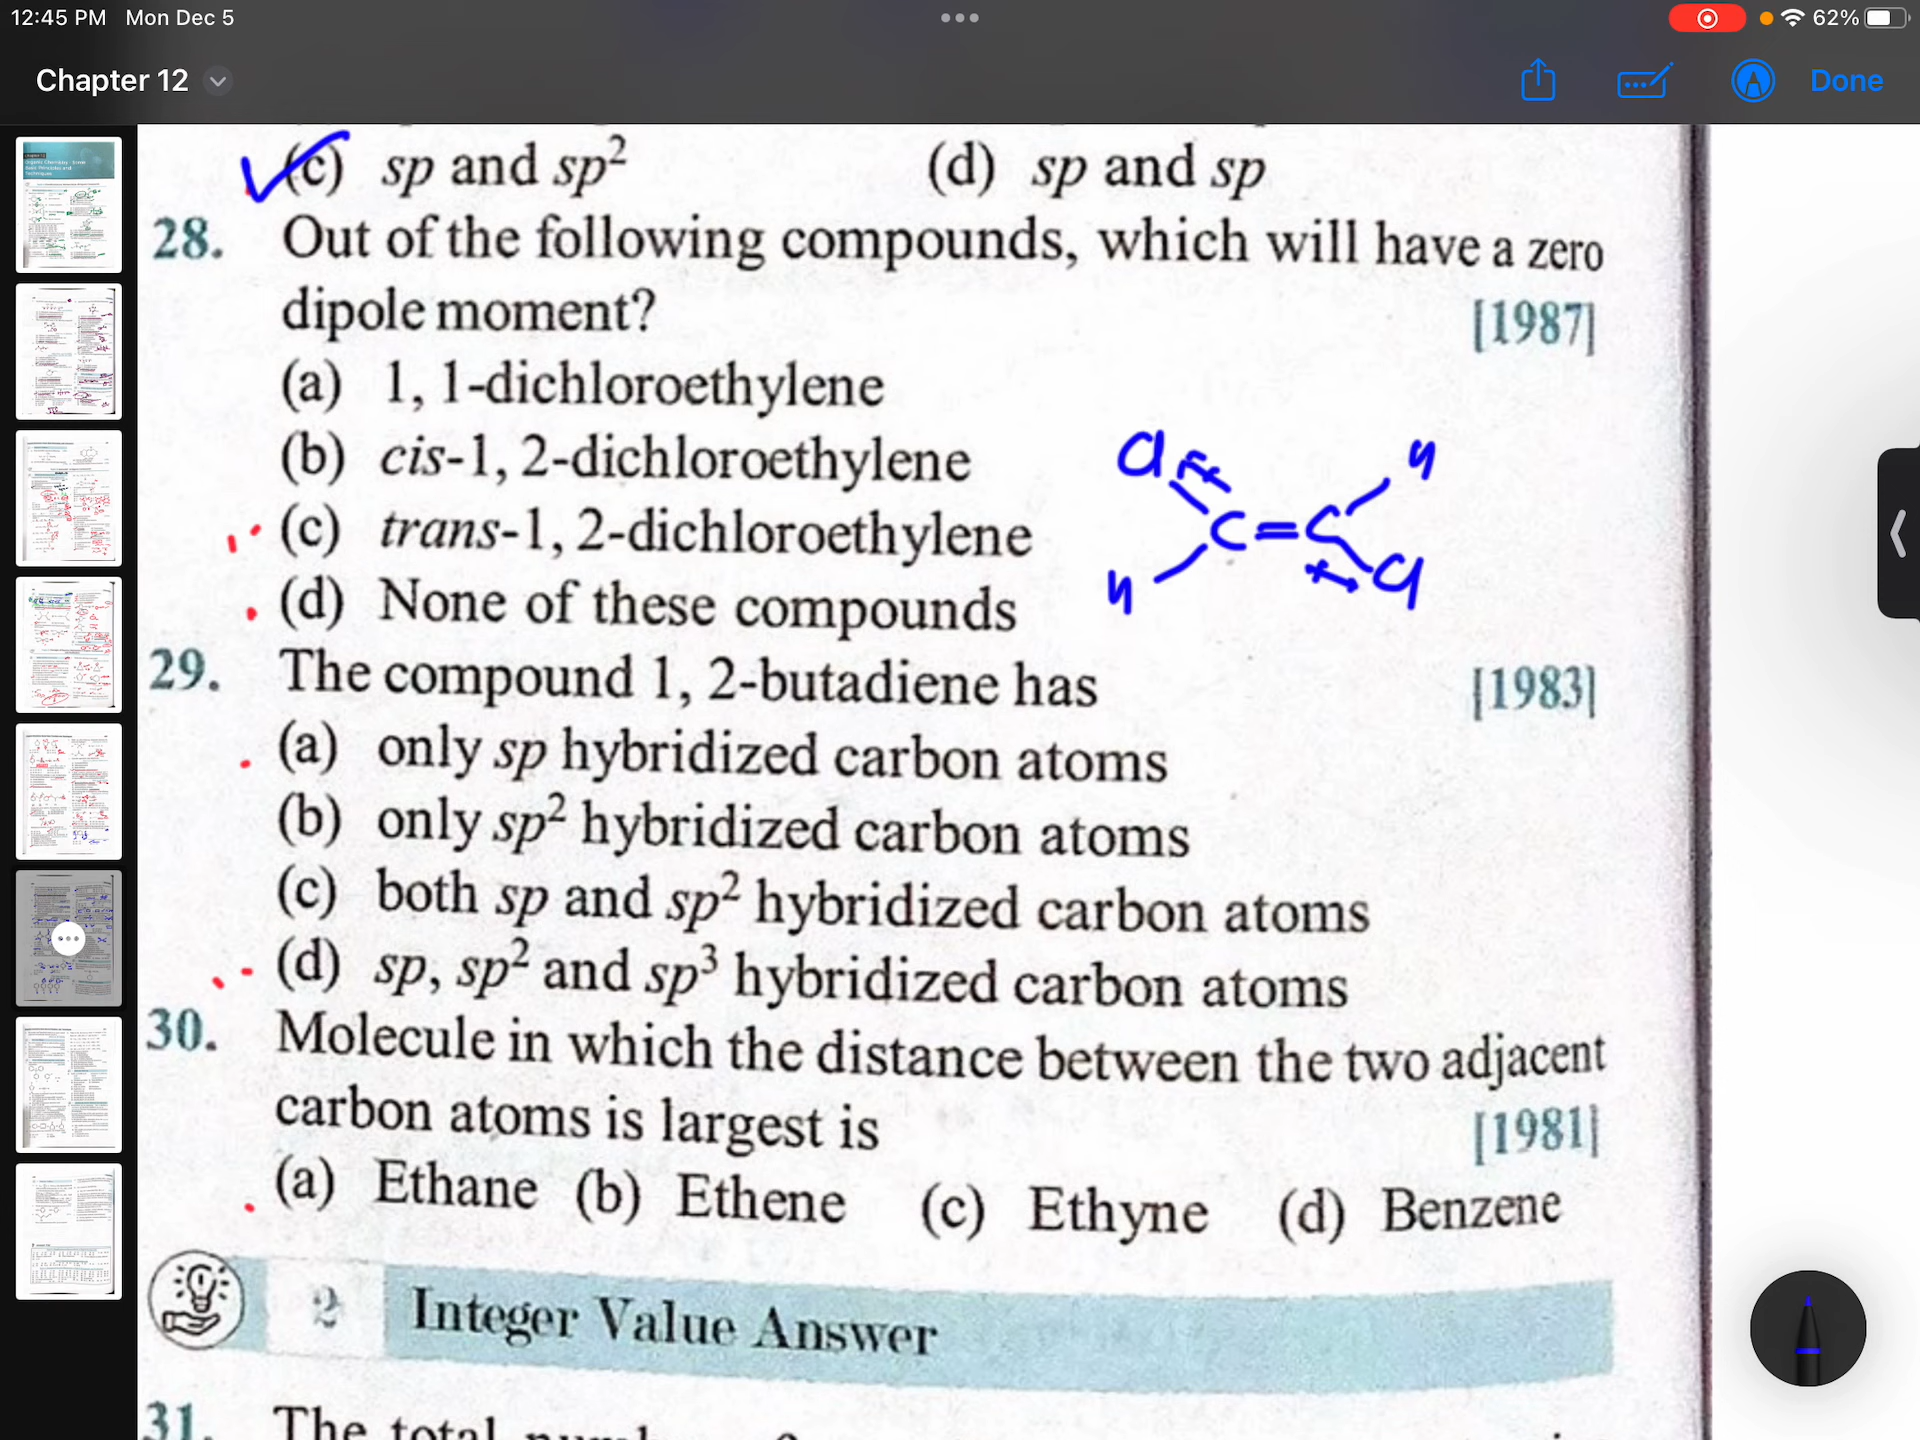 12:45 PM Mon Dec 5
62%
Chapter 12
Done
(c) sp and sp² (d) sp and sp
28. Out of the following compounds, which will have a zero
dipole moment? [1987]
(a) 1, 1-dichloroethylene
(b) cis-1, 2-dichloroethylene
(c) trans-1, 2-dichloroethylene
(d) None of these compounds
Cl H
C=C
H Cl
29. The compound 1, 2-butadiene has [1983]
(a) only sp hybridized carbon atoms
(b) only sp² hybridized carbon atoms
(c) both sp and sp² hybridized carbon atoms
(d) sp, sp² and sp³ hybridized carbon atoms
30. Molecule in which the distance between the two adjacent
carbon atoms is largest is [1981]
(a) Ethane (b) Ethene (c) Ethyne (d) Benzene
2 Integer Value Answer
31. The total